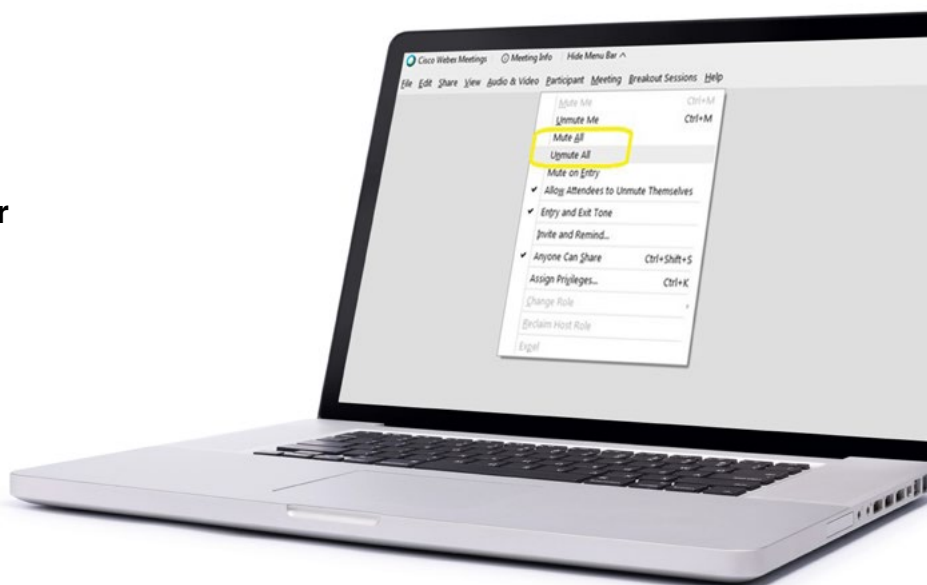 Cisco Webex Meetings Meeting Info Hide Menu Bar
File Edit Share View Audio & Video Participant Meeting Breakout Sessions Help
Mute Me Ctrl+M
Unmute Me Ctrl+M
Mute All
Unmute All
Mute on Entry
Allow Attendees to Unmute Themselves
r
Entry and Exit Tone
Invite and Remind...
Anyone Can Share Ctrl+Shift+S
Assign Privileges... Ctrl+K
Change Role
Reclaim Host Role
Expel